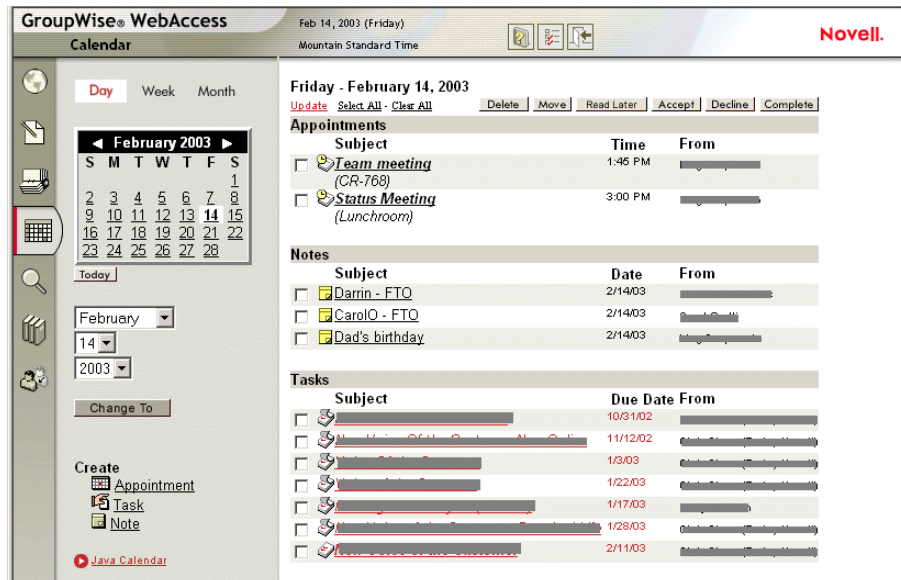 GroupWise® WebAccess
Calendar
Feb 14, 2003 (Friday)
Mountain Standard Time
Novell.
Day Week Month
February 2003
S M T W T F S
1
2 3 4 5 6 7 8
9 10 11 12 13 14 15
16 17 18 19 20 21 22
23 24 25 26 27 28
Today
February
14
2003
Change To
Create
Appointment
Task
Note
Java Calendar
Friday - February 14, 2003
Update Select All - Clear All Delete Move Read Later Accept Decline Complete
Appointments
Subject Time From
Team meeting 1:45 PM
(CR-768)
Status Meeting 3:00 PM
(Lunchroom)
Notes
Subject Date From
Darrin - FTO 2/14/03
CarolO - FTO 2/14/03
Dad's birthday 2/14/03
Tasks
Subject Due Date From
10/31/02
11/12/02
1/3/03
1/22/03
1/17/03
1/28/03
2/11/03